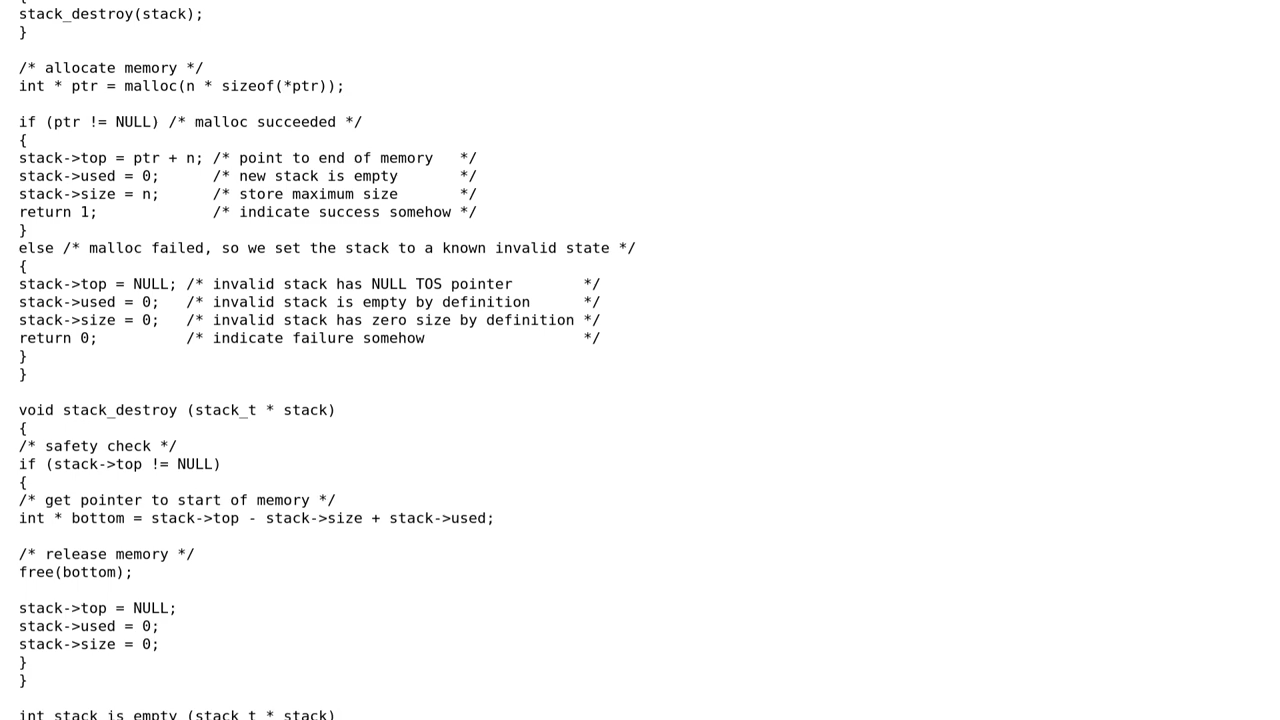 {
stack_destroy(stack);
}

/* allocate memory */
int * ptr = malloc(n * sizeof(*ptr));

if (ptr != NULL) /* malloc succeeded */
{
stack->top = ptr + n; /* point to end of memory   */
stack->used = 0;      /* new stack is empty       */
stack->size = n;      /* store maximum size       */
return 1;             /* indicate success somehow */
}
else /* malloc failed, so we set the stack to a known invalid state */
{
stack->top = NULL; /* invalid stack has NULL TOS pointer        */
stack->used = 0;   /* invalid stack is empty by definition      */
stack->size = 0;   /* invalid stack has zero size by definition */
return 0;          /* indicate failure somehow                  */
}
}

void stack_destroy (stack_t * stack)
{
/* safety check */
if (stack->top != NULL)
{
/* get pointer to start of memory */
int * bottom = stack->top - stack->size + stack->used;

/* release memory */
free(bottom);

stack->top = NULL;
stack->used = 0;
stack->size = 0;
}
}

int stack_is_empty (stack_t * stack)